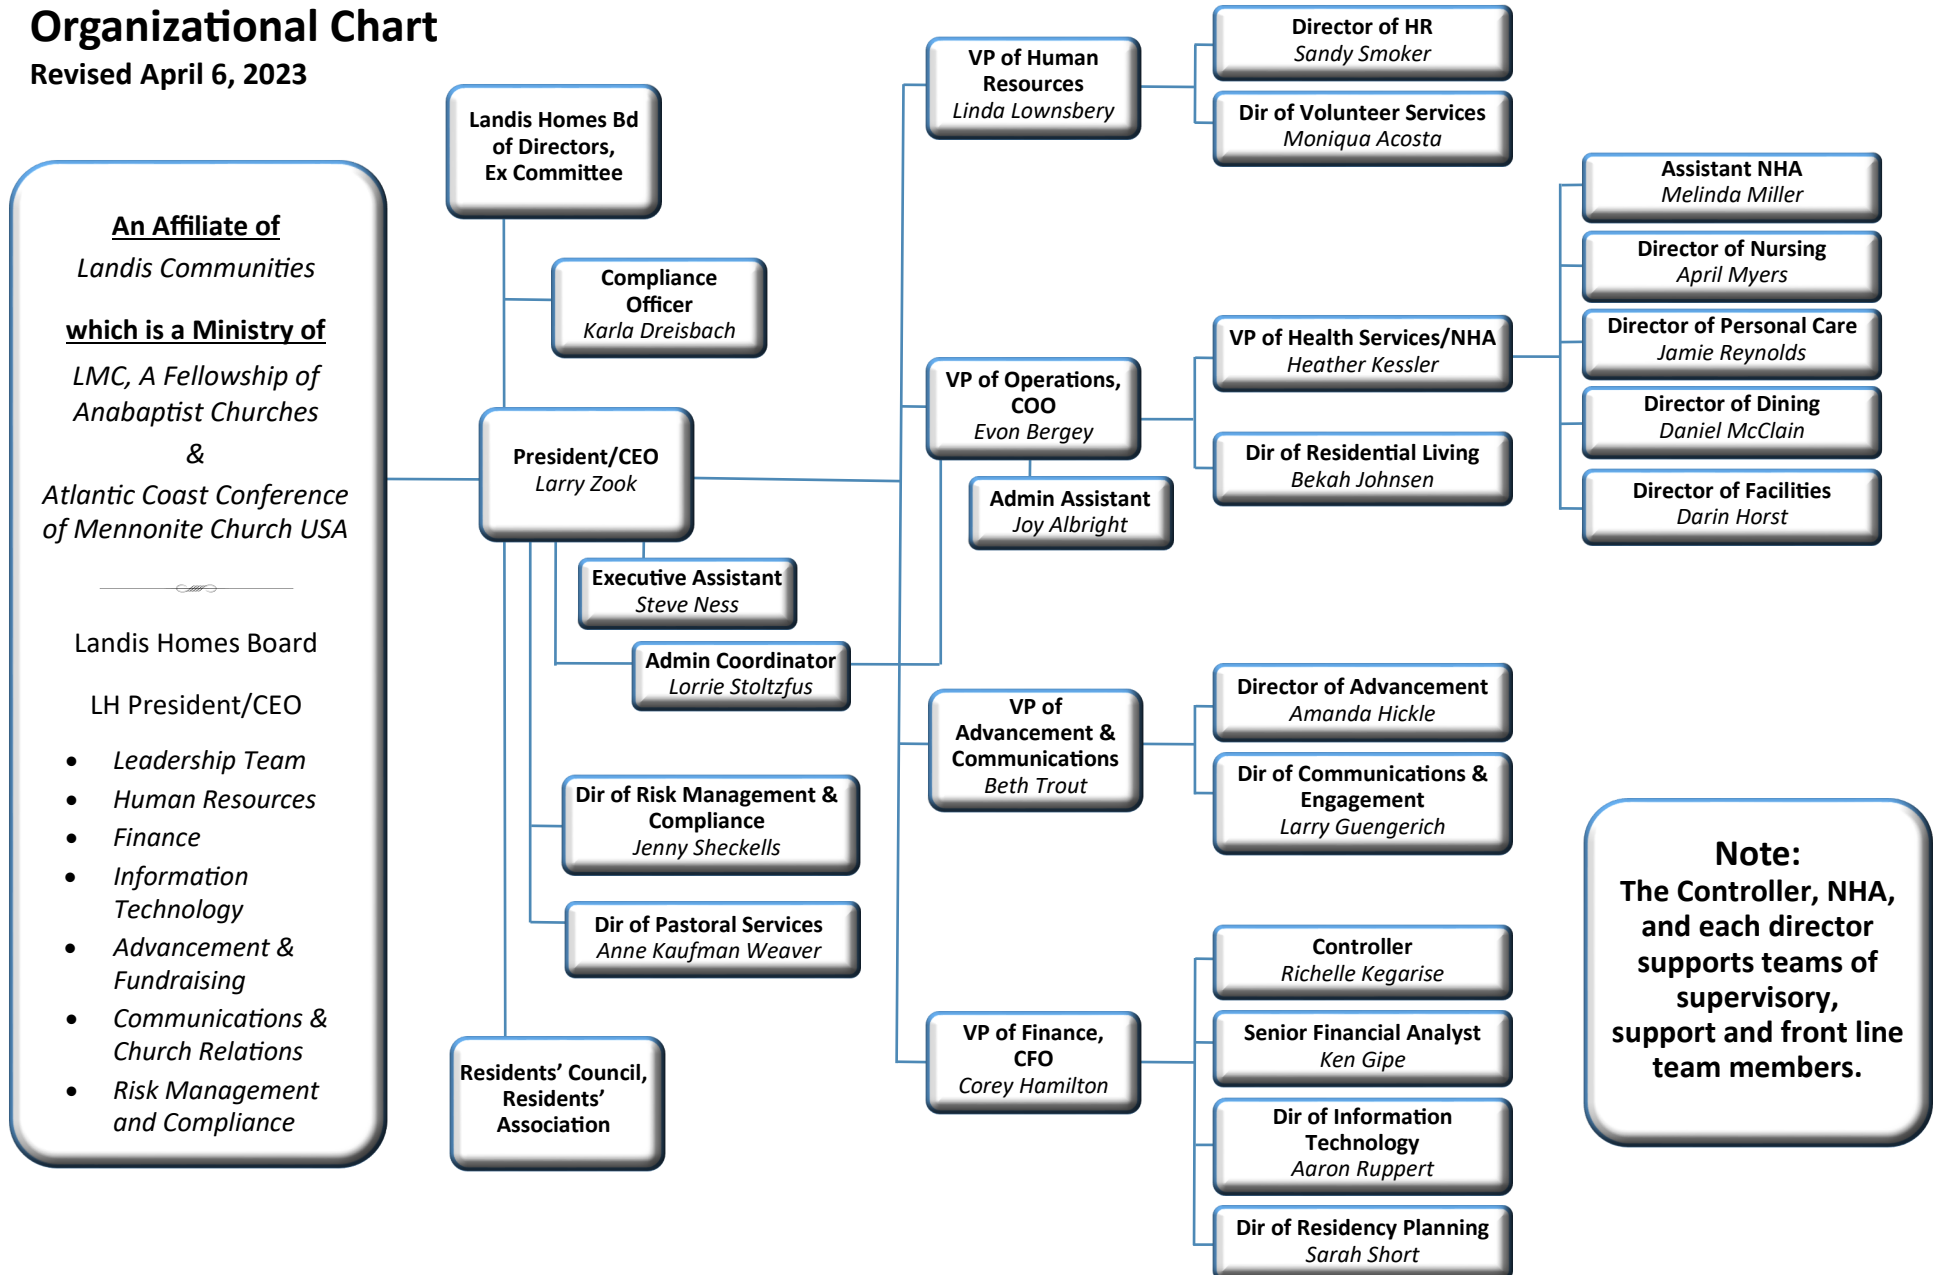 Organizational Chart
Revised April 6, 2023
An Affiliate of
Landis Communities
which is a Ministry of
LMC, A Fellowship of
Anabaptist Churches
&
Atlantic Coast Conference
of Mennonite Church USA
Landis Homes Board
LH President/CEO
• Leadership Team
• Human Resources
• Finance
• Information
Technology
• Advancement &
Fundraising
• Communications &
Church Relations
• Risk Management
and Compliance
Landis Homes Bd
of Directors,
Ex Committee
Compliance
Officer
Karla Dreisbach
President/CEO
Larry Zook
Executive Assistant
Steve Ness
Admin Coordinator
Lorrie Stoltzfus
Dir of Risk Management &
Compliance
Jenny Sheckells
Dir of Pastoral Services
Anne Kaufman Weaver
Residents’ Council,
Residents’
Association
VP of Human
Resources
Linda Lownsbery
Director of HR
Sandy Smoker
Dir of Volunteer Services
Moniqua Acosta
VP of Operations,
COO
Evon Bergey
Admin Assistant
Joy Albright
VP of Health Services/NHA
Heather Kessler
Dir of Residential Living
Bekah Johnsen
Assistant NHA
Melinda Miller
Director of Nursing
April Myers
Director of Personal Care
Jamie Reynolds
Director of Dining
Daniel McClain
Director of Facilities
Darin Horst
VP of
Advancement &
Communications
Beth Trout
Director of Advancement
Amanda Hickle
Dir of Communications &
Engagement
Larry Guengerich
VP of Finance,
CFO
Corey Hamilton
Controller
Richelle Kegarise
Senior Financial Analyst
Ken Gipe
Dir of Information
Technology
Aaron Ruppert
Dir of Residency Planning
Sarah Short
Note:
The Controller, NHA,
and each director
supports teams of
supervisory,
support and front line
team members.